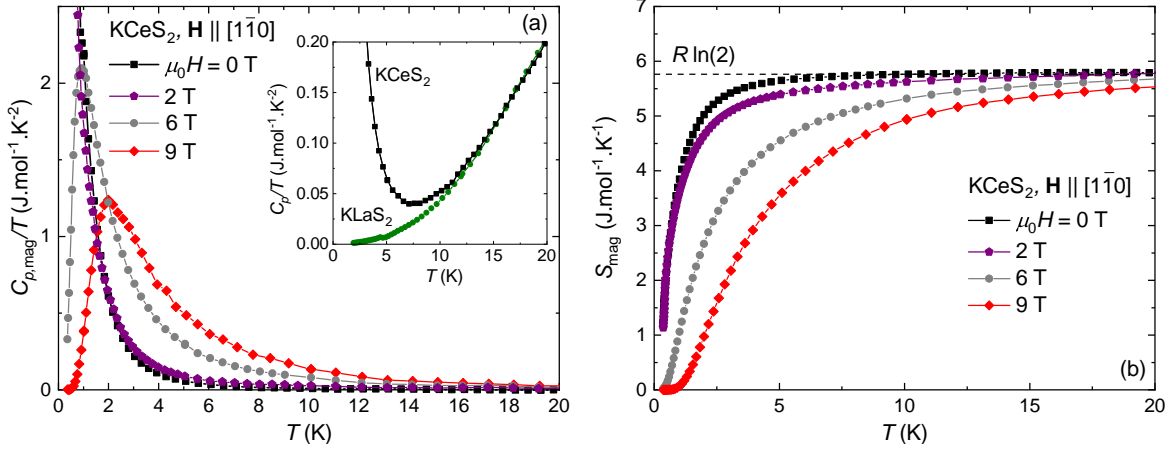 (a)
KCeS₂, H || [11̄0]
μ₀H = 0 T
2 T
6 T
9 T
C_{p,mag}/T (J.mol⁻¹.K⁻²)
2
1
0
0
2
4
6
8
10
12
14
16
18
20
T (K)
0.20
0.15
0.10
0.05
0.00
C_p/T (J.mol⁻¹.K⁻²)
KCeS₂
KLaS₂
0
5
10
15
20
T (K)
7
6
5
4
3
2
1
0
S_mag (J.mol⁻¹.K⁻¹)
R ln(2)
KCeS₂, H || [11̄0]
μ₀H = 0 T
2 T
6 T
9 T
(b)
0
5
10
15
20
T (K)